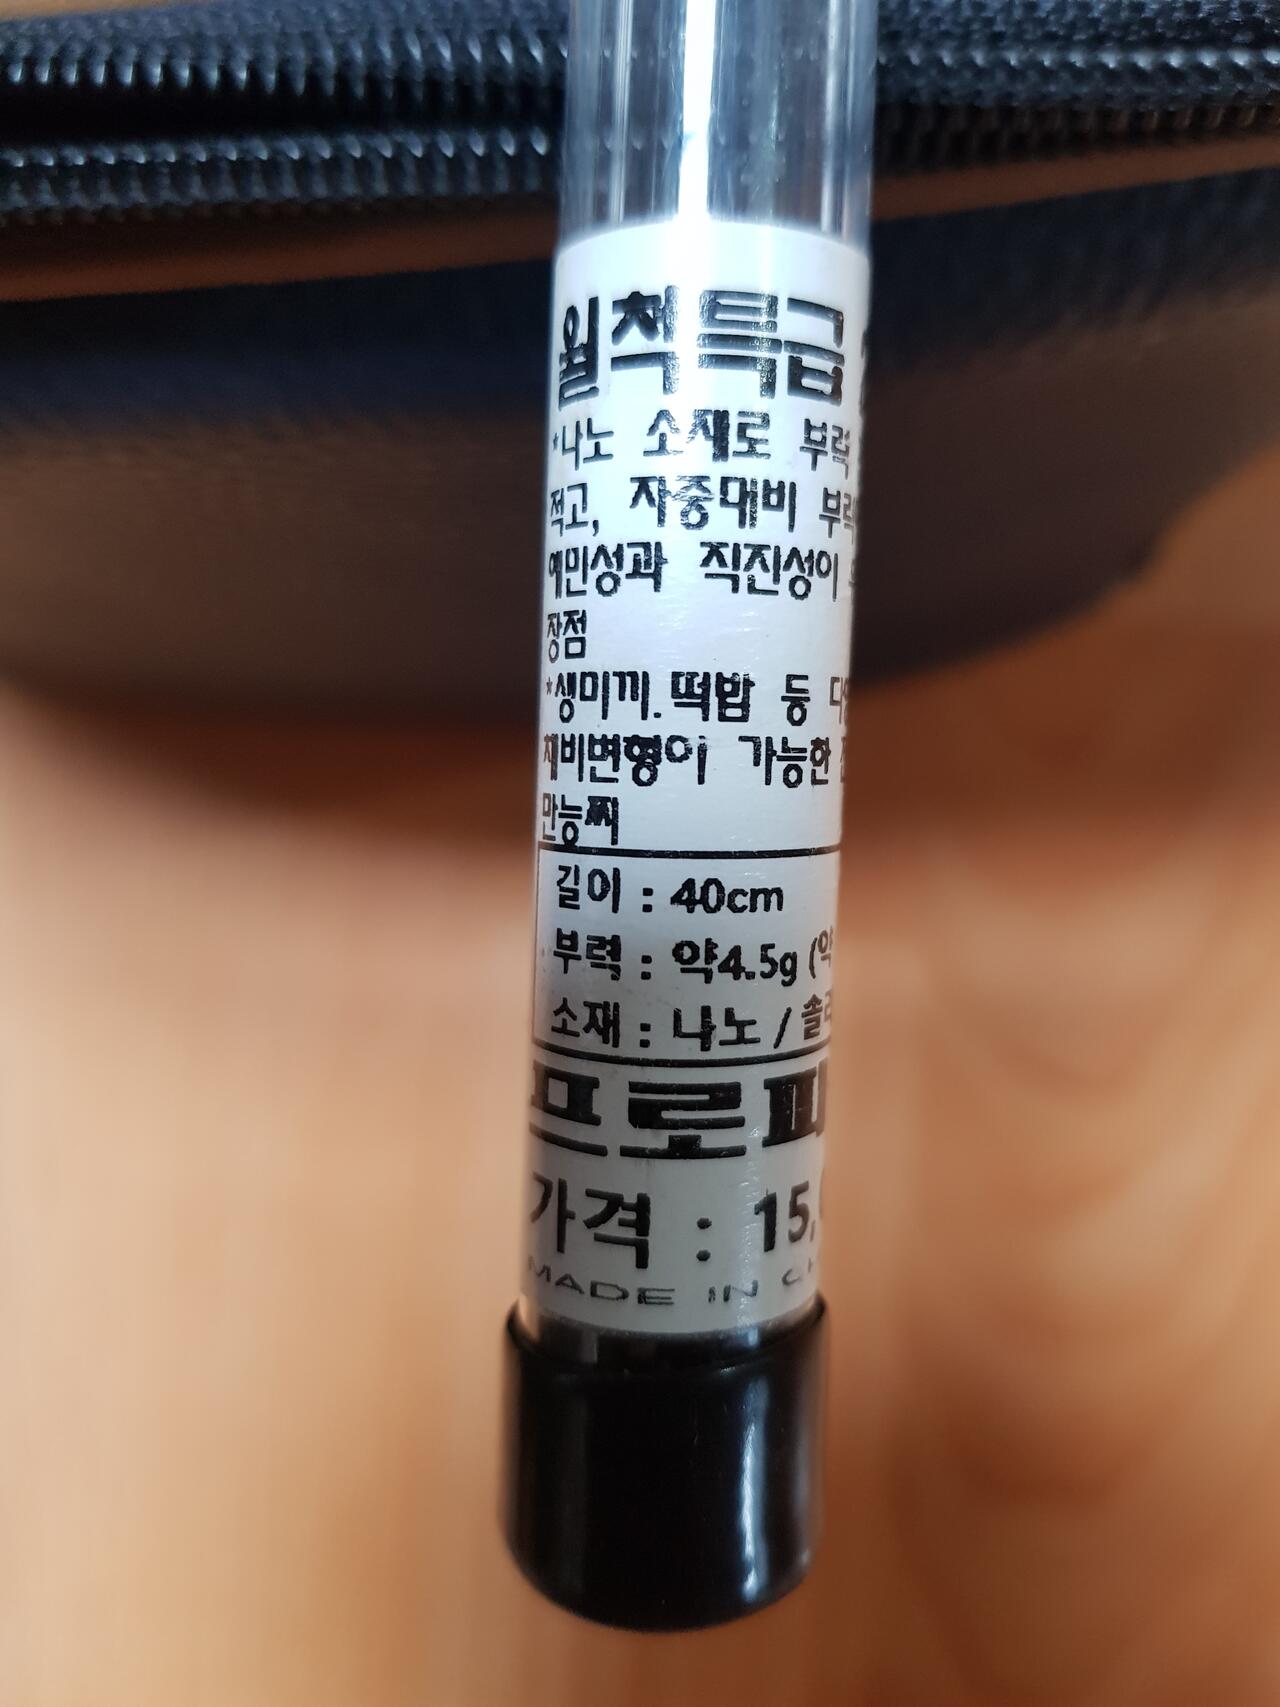 월척특급
*나노 소재로 부력
적고, 자중대비 부력
예민성과 직진성이
장점
*생미끼.떡밥 등
채비변형이 가능한
만능찌
길이 : 40cm
부력 : 약4.5g (약
소재 : 나노 /
프로피
가격 : 15,
MADE IN